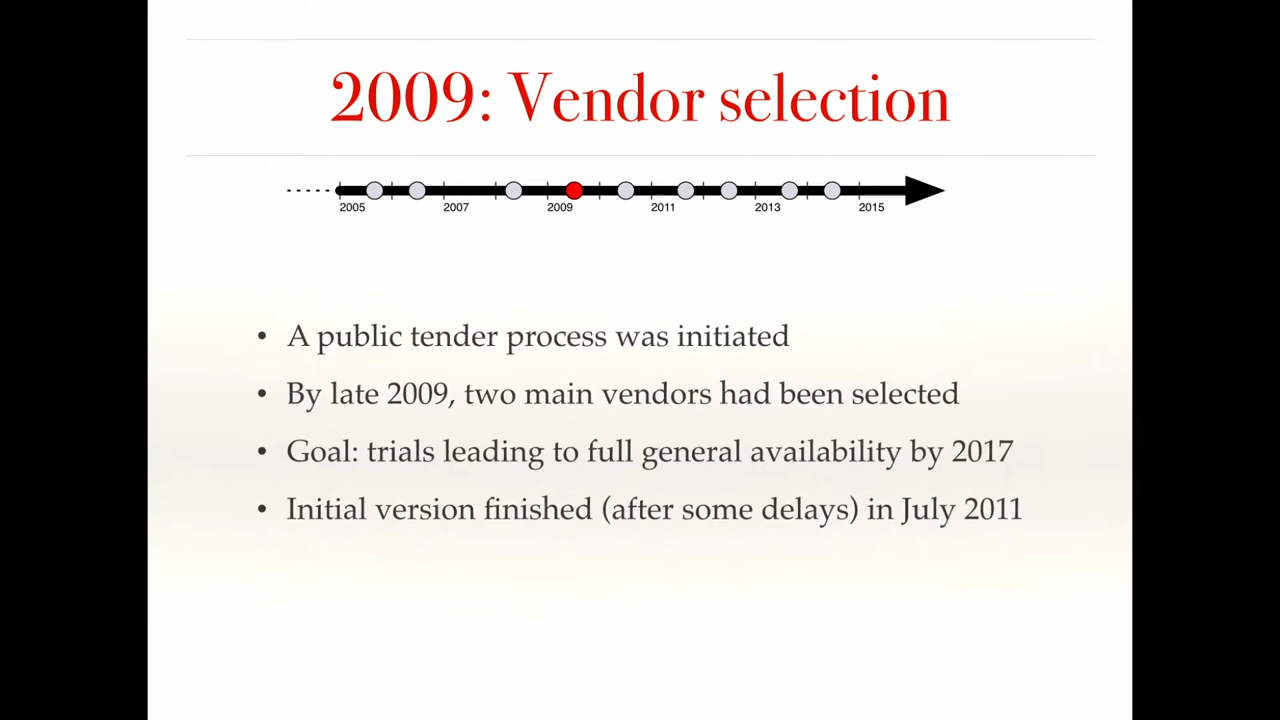 2009: Vendor selection
2005 2007 2009 2011 2013 2015
• A public tender process was initiated
• By late 2009, two main vendors had been selected
• Goal: trials leading to full general availability by 2017
• Initial version finished (after some delays) in July 2011